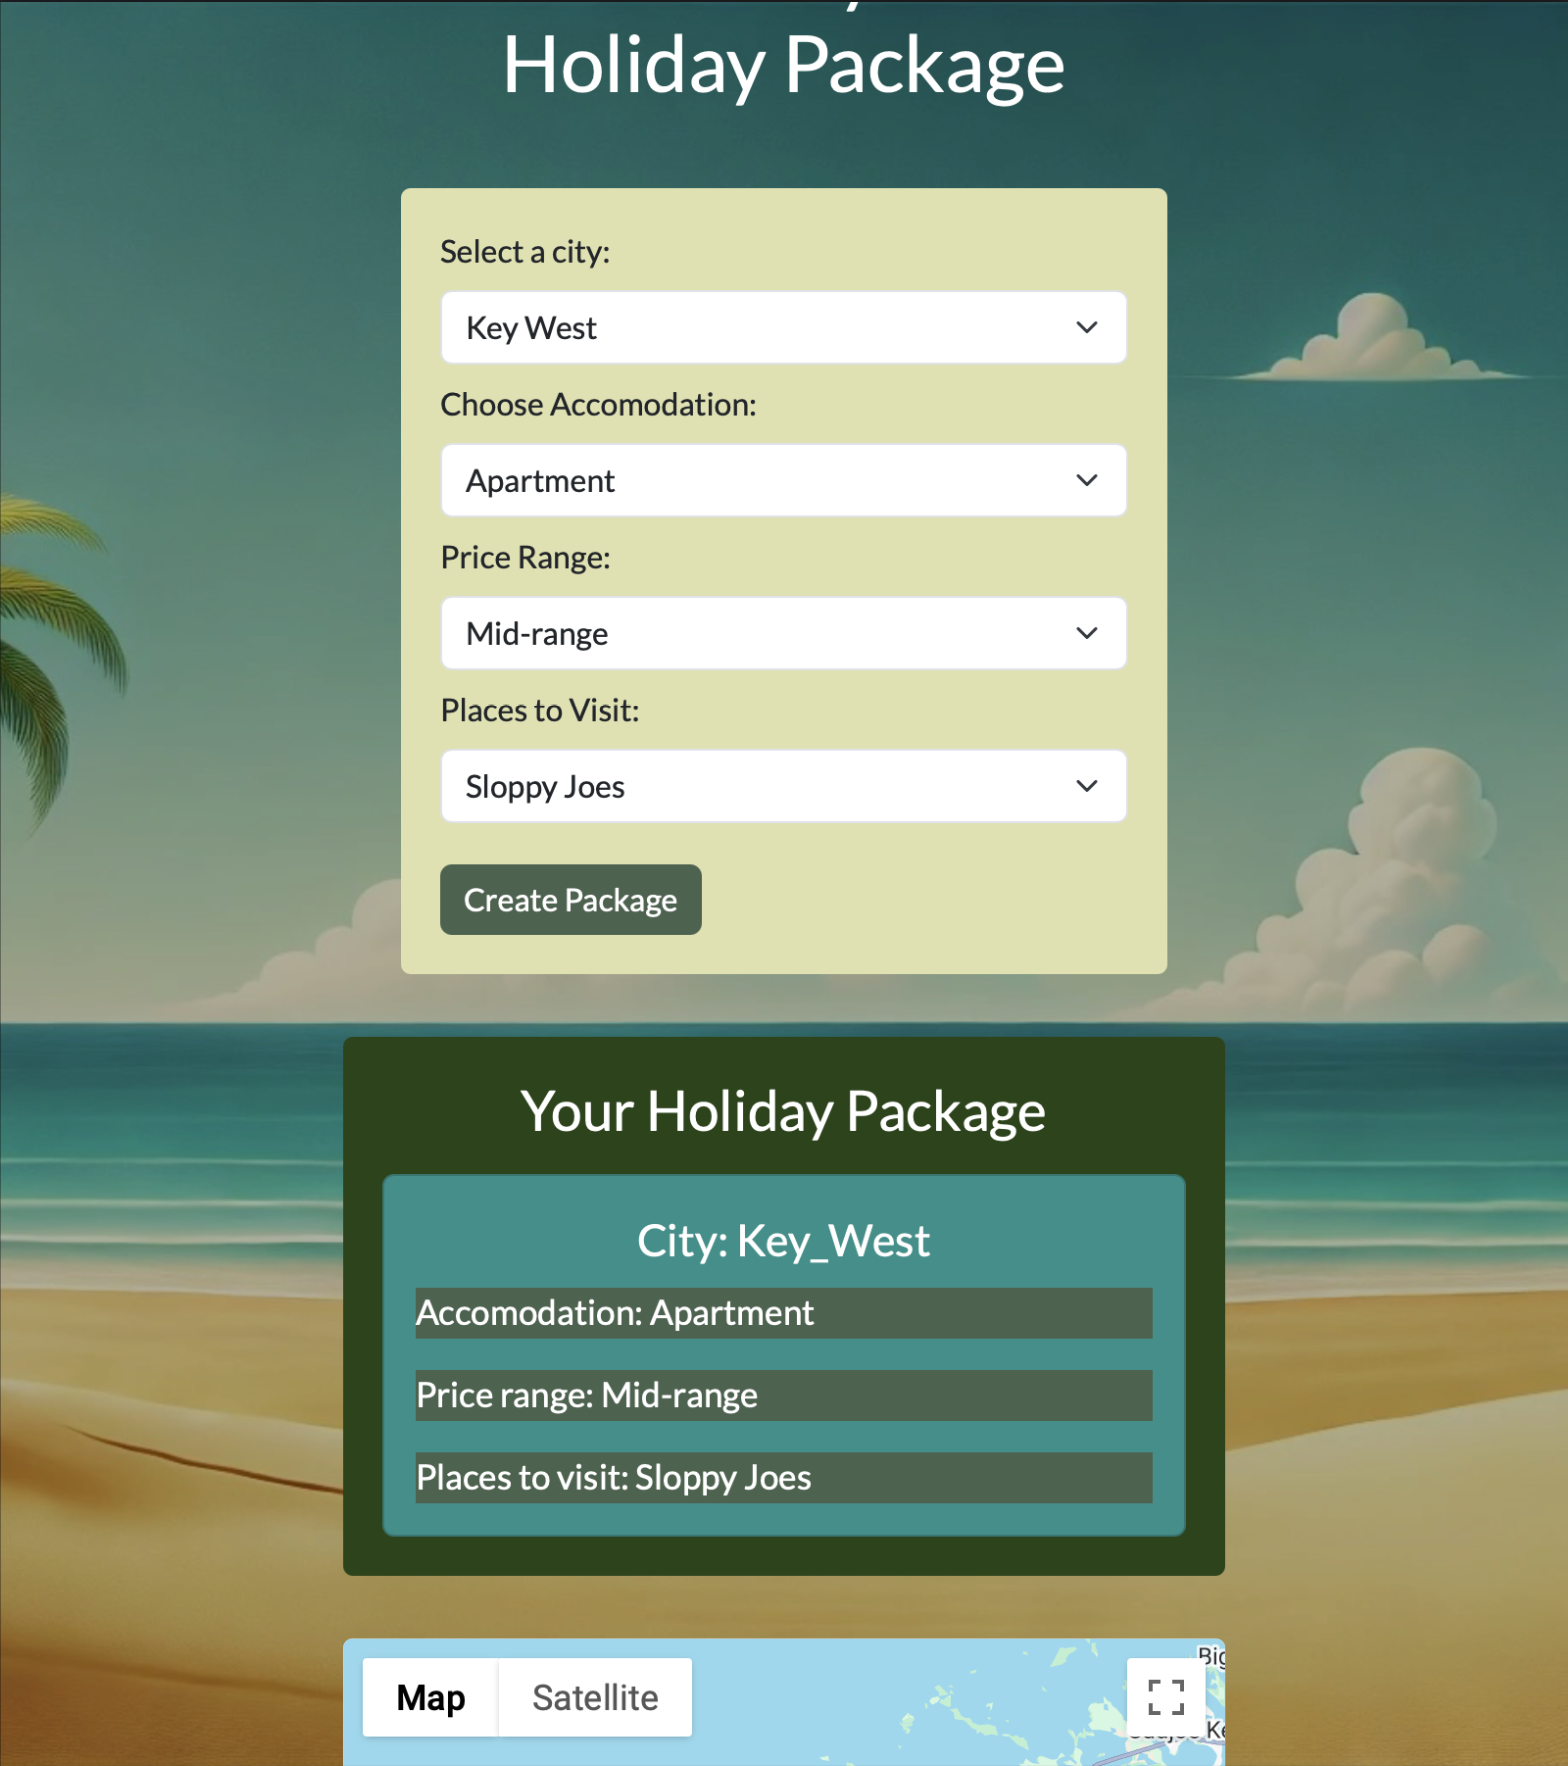 Holiday Package
Select a city:
Key West
Choose Accomodation:
Apartment
Price Range:
Mid-range
Places to Visit:
Sloppy Joes
Create Package
Your Holiday Package
City: Key_West
Accomodation: Apartment
Price range: Mid-range
Places to visit: Sloppy Joes
Big
Map Satellite